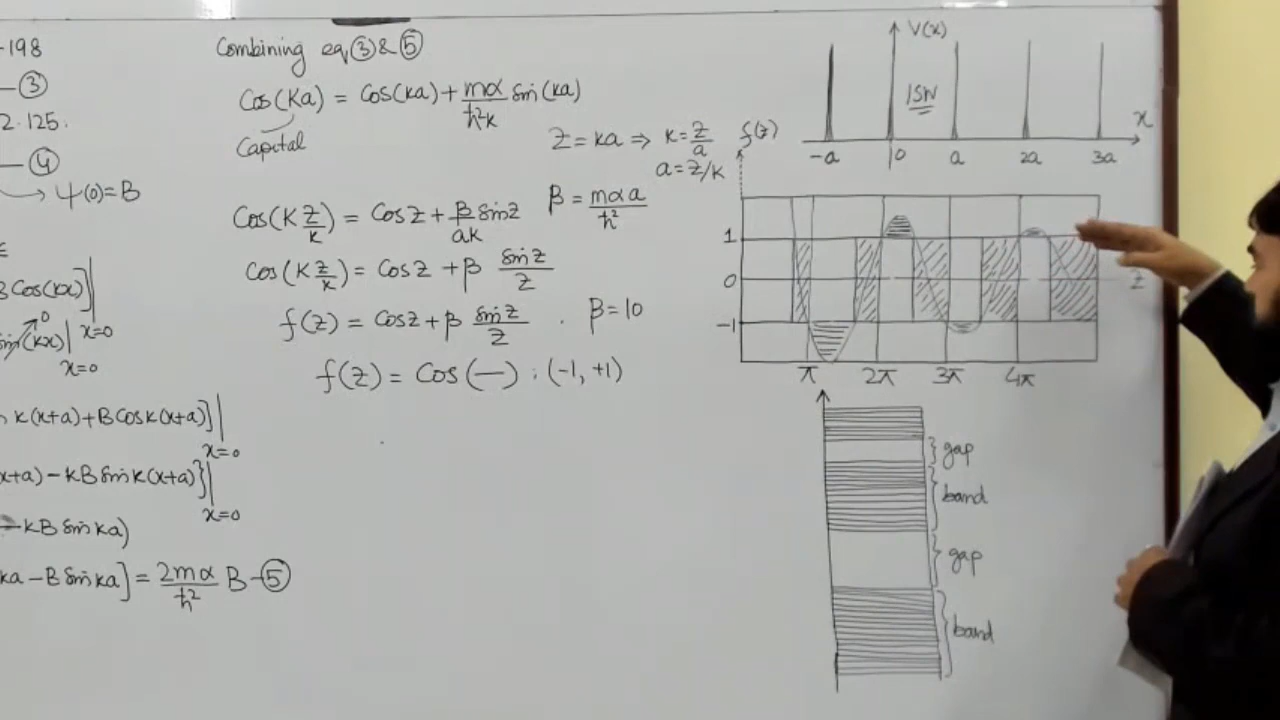 -198
— ③
2.125.
— ④
→ ψ(0)=B
B Cos(kx)]|
0
(kx)| x=0
x=0
k(x+a)+B Cos k(x+a)]|
x=0
x+a) – kB Sin k(x+a)}|
x=0
– kB Sin ka)
ka – B Sin ka] = 2mα/ħ² B –⑤
Combining eq ③ & ⑤
Cos(Ka) = Cos(ka) + mα/ħ²k Sin(ka)
Capital
Z = ka ⇒ k = Z/a
a = Z/k
Cos(K Z/k) = Cos Z + β/ak Sin Z
β = mαa/ħ²
Cos(K Z/k) = Cos Z + β Sin Z/Z
f(z) = Cos Z + β Sin Z/Z . β = 10
f(z) = Cos(—) : (-1, +1)
V(x)
ISW
x
-a 0 a 2a 3a
f(z)
1
0
z
-1
π 2π 3π 4π
gap
band
gap
band